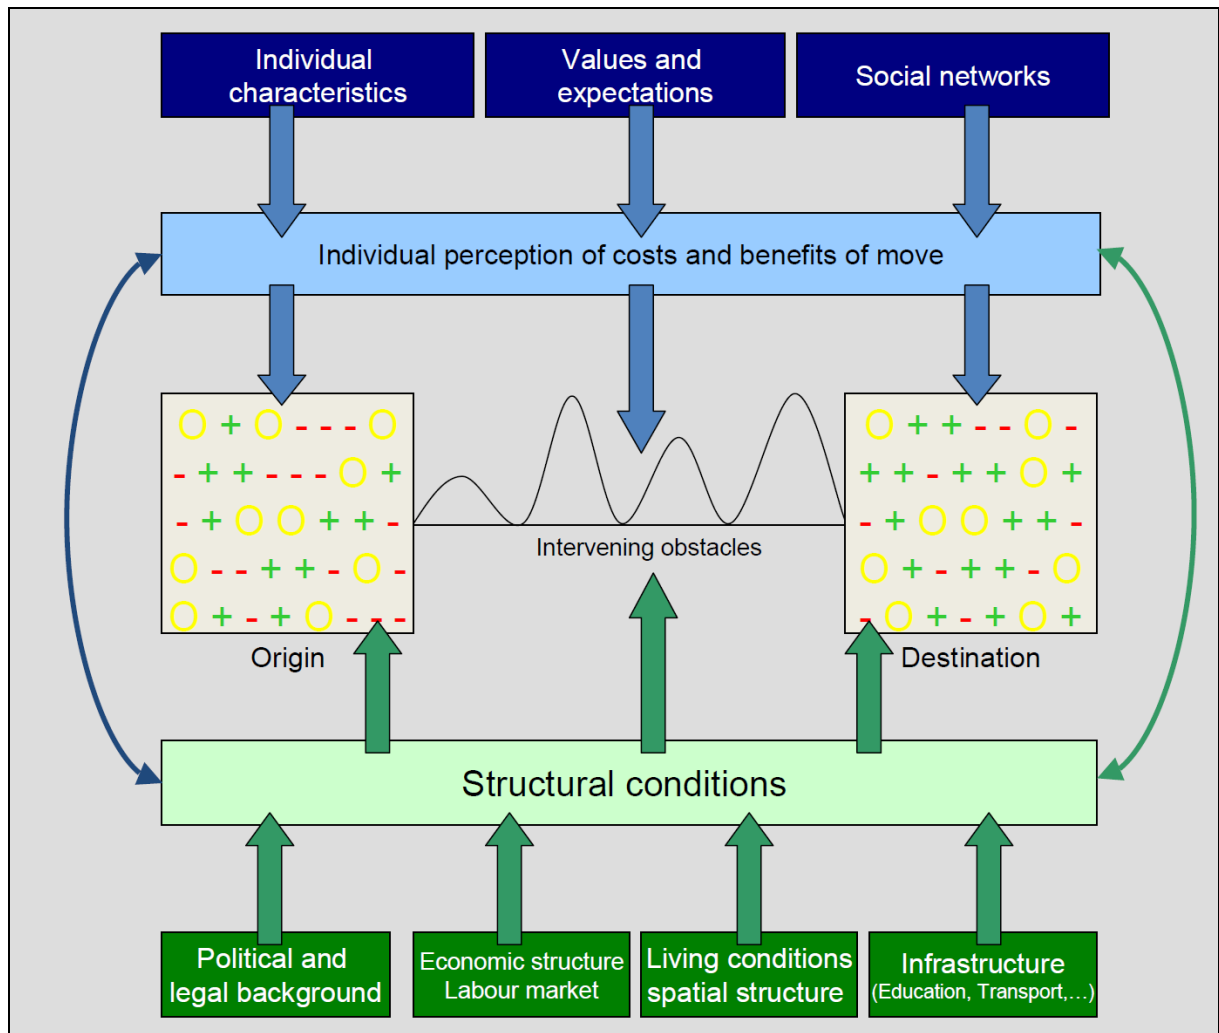 Individual
characteristics
Values and
expectations
Social networks
Individual perception of costs and benefits of move
O + O - - - O
- + + - - - O +
- + O O + + -
O - - + + - O -
O + - + O - - -
O + + - - O -
+ + - + + O +
- + O O + + -
O + - + + - O
- O + - + O +
Intervening obstacles
Origin
Destination
Structural conditions
Political and
legal background
Economic structure
Labour market
Living conditions
spatial structure
Infrastructure
(Education, Transport,...)